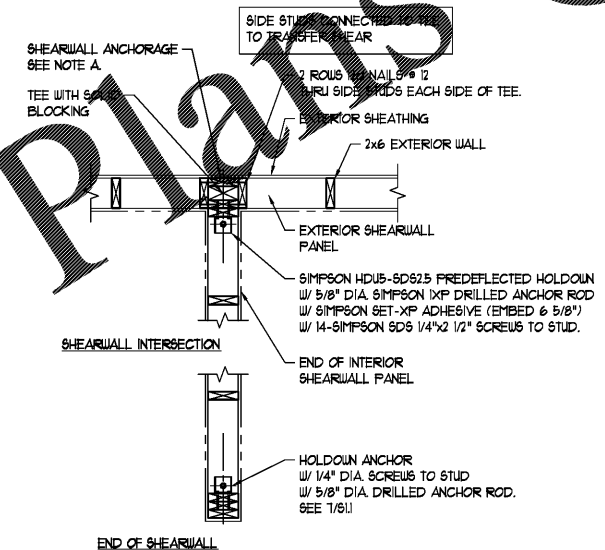 SIDE STUDS CONNECTED TO TEE
TO TRANSFER SHEAR
SHEARWALL ANCHORAGE
SEE NOTE A.
2 ROWS NAILS @ 12
THRU SIDE STUDS EACH SIDE OF TEE.
TEE WITH SOLID
BLOCKING
EXTERIOR SHEATHING
2x6 EXTERIOR WALL
EXTERIOR SHEARWALL
PANEL
SIMPSON HDU5-SDS2.5 PREDEFLECTED HOLDOWN
W/ 5/8" DIA. SIMPSON IXP DRILLED ANCHOR ROD
W/ SIMPSON SET-XP ADHESIVE (EMBED 6 5/8")
W/ 14-SIMPSON SDS 1/4"x2 1/2" SCREWS TO STUD.
SHEARWALL INTERSECTION
END OF INTERIOR
SHEARWALL PANEL
HOLDOWN ANCHOR
W/ 1/4" DIA. SCREWS TO STUD
W/ 5/8" DIA. DRILLED ANCHOR ROD.
SEE 7/S1.1
END OF SHEARWALL
Plans